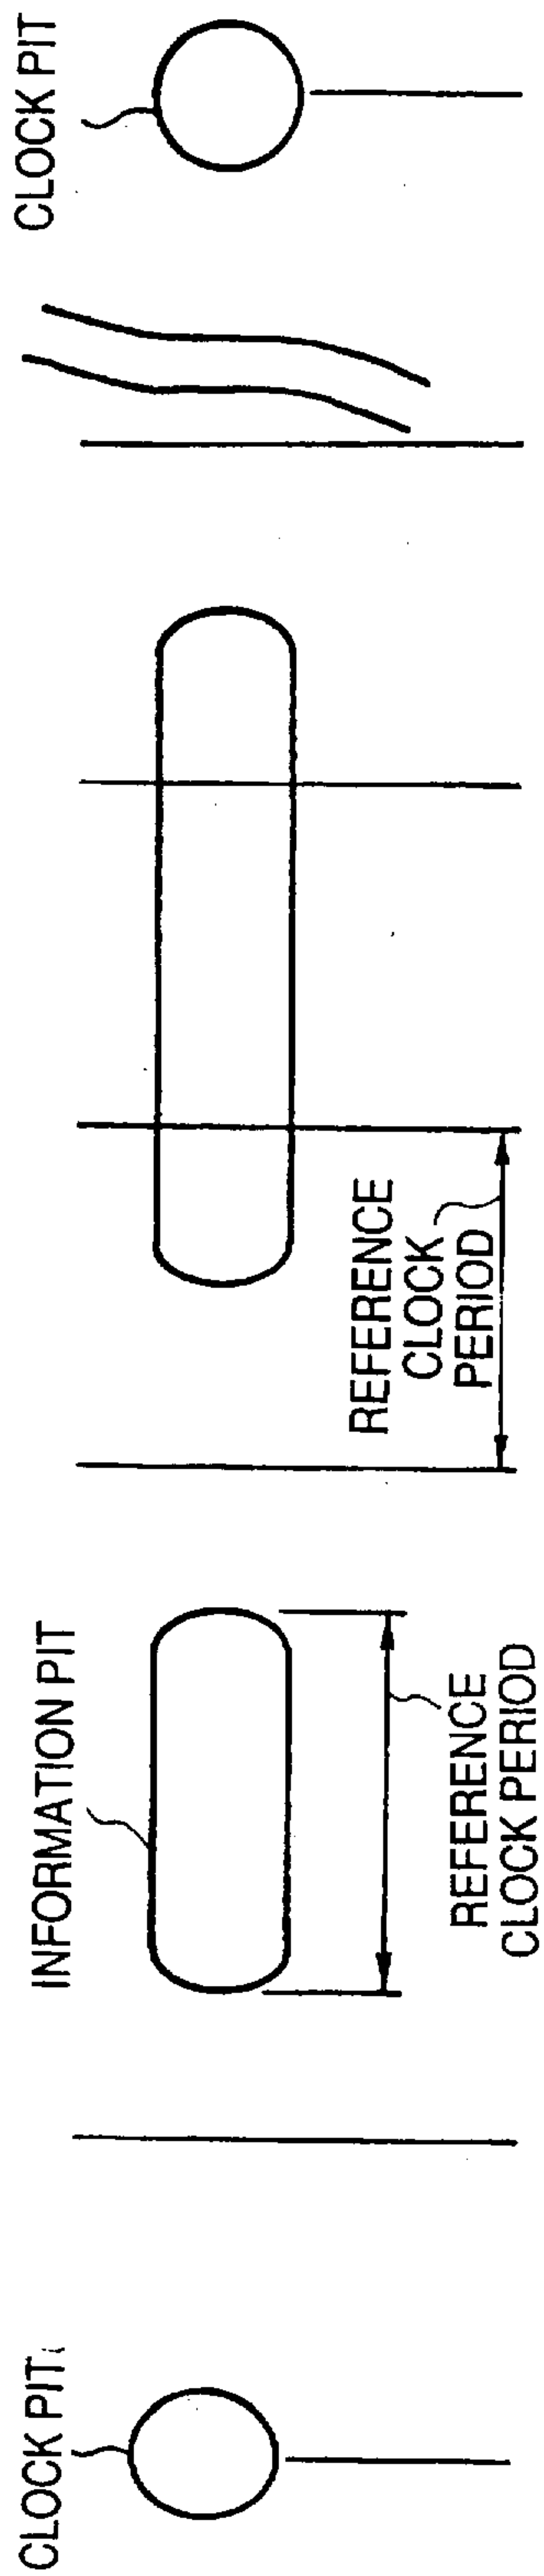 CLOCK PIT
INFORMATION PIT
REFERENCE
CLOCK PERIOD
REFERENCE
CLOCK
PERIOD
CLOCK PIT